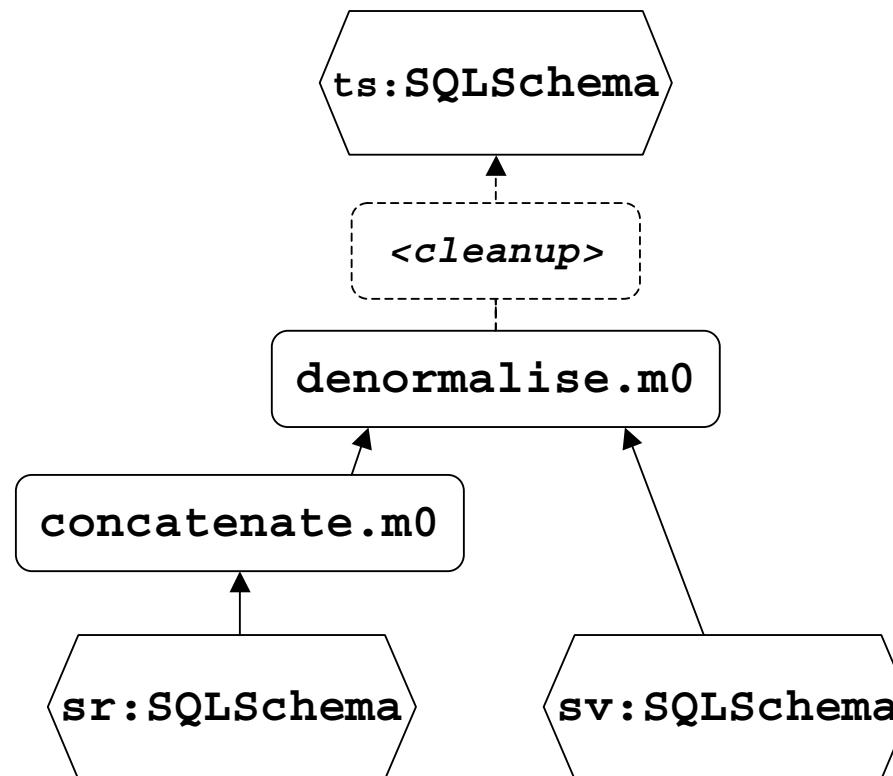 ts:SQLSchema
<cleanup>
denormalise.m0
concatenate.m0
sr:SQLSchema
sv:SQLSchema